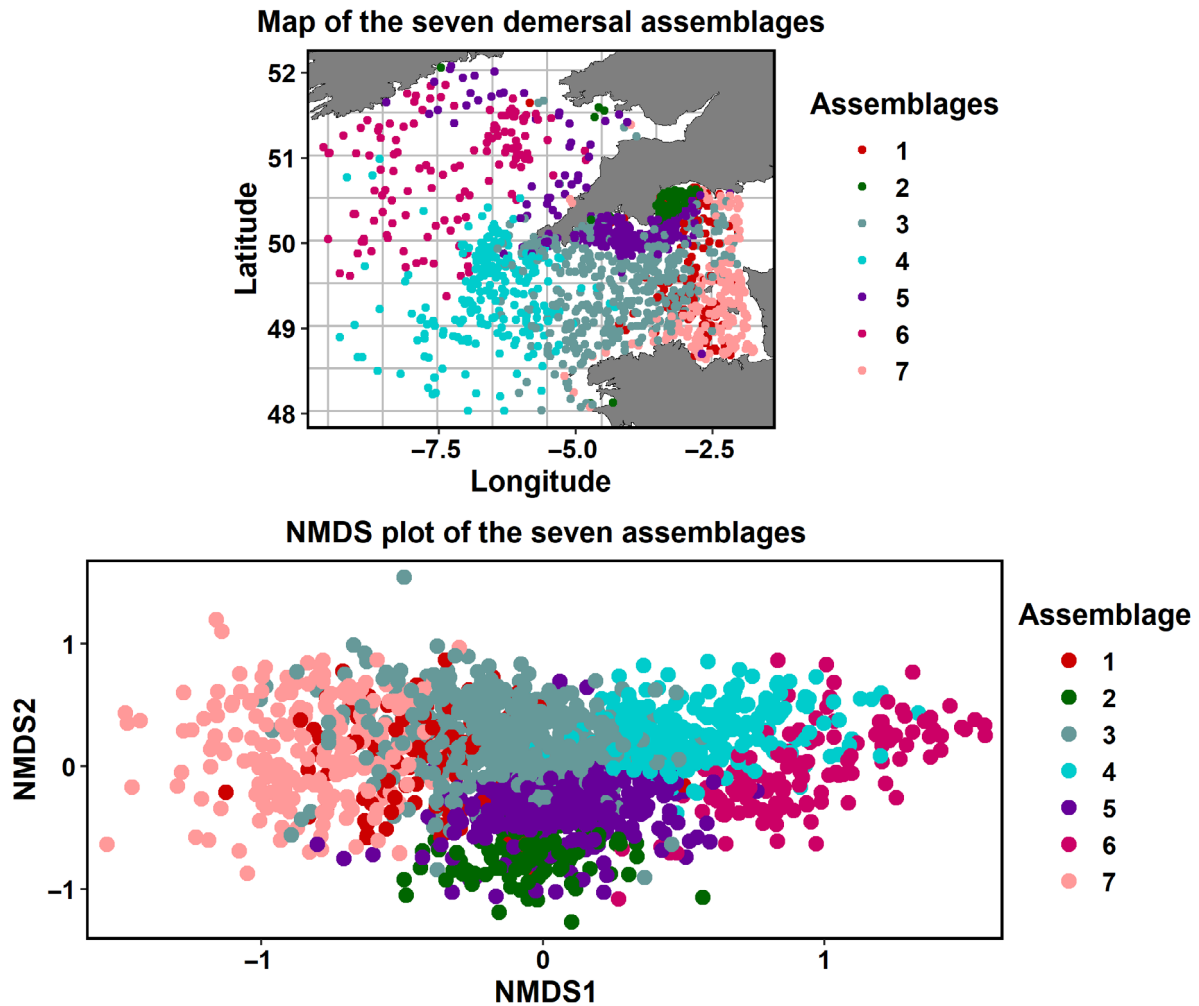 Map of the seven demersal assemblages
52
51
50
49
48
Latitude
−7.5 −5.0 −2.5
Longitude
Assemblages
1
2
3
4
5
6
7
NMDS plot of the seven assemblages
1
0
−1
NMDS2
−1 0 1
NMDS1
Assemblage
1
2
3
4
5
6
7